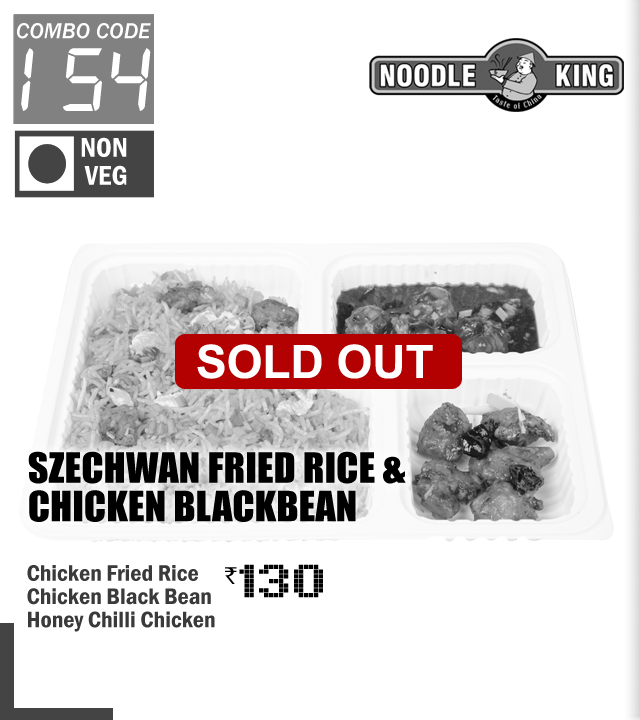 COMBO CODE
154
NON
VEG
NOODLE KING
Taste of China
SOLD OUT
SZECHWAN FRIED RICE &
CHICKEN BLACKBEAN
Chicken Fried Rice
Chicken Black Bean
Honey Chilli Chicken
₹130